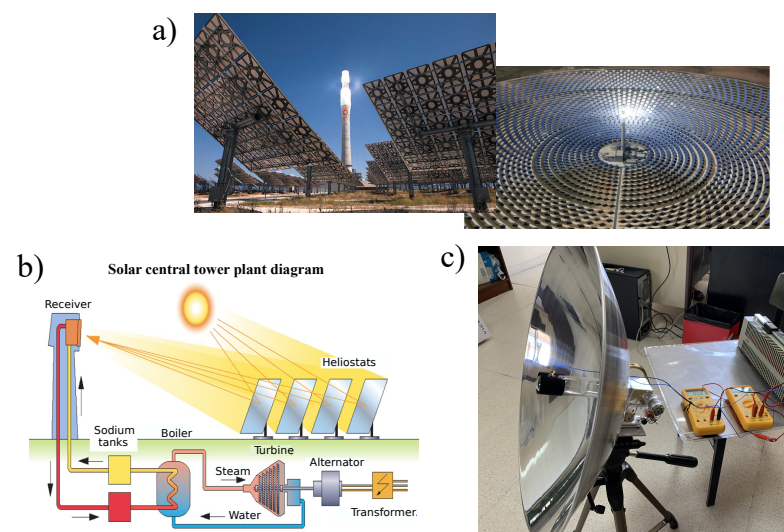 a)
b)
Solar central tower plant diagram
c)
Receiver
Heliostats
Sodium
tanks
Boiler
Turbine
Steam
Alternator
Water
Transformer.